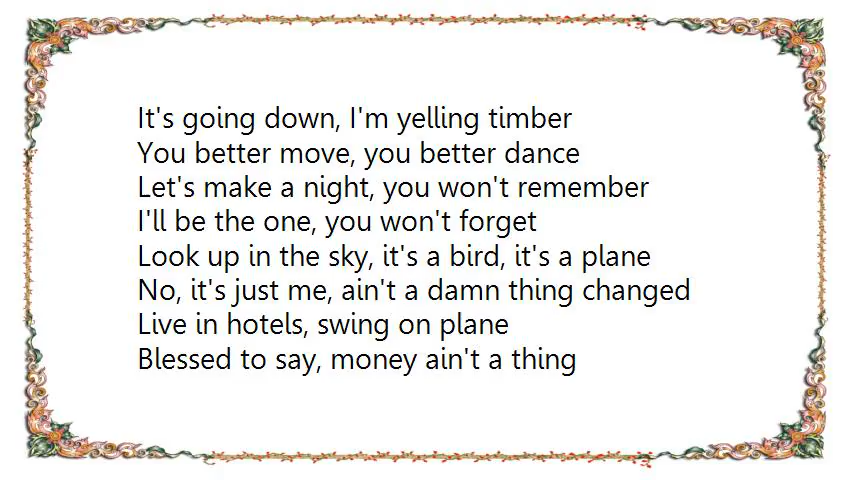 It's going down, I'm yelling timber
You better move, you better dance
Let's make a night, you won't remember
I'll be the one, you won't forget
Look up in the sky, it's a bird, it's a plane
No, it's just me, ain't a damn thing changed
Live in hotels, swing on plane
Blessed to say, money ain't a thing